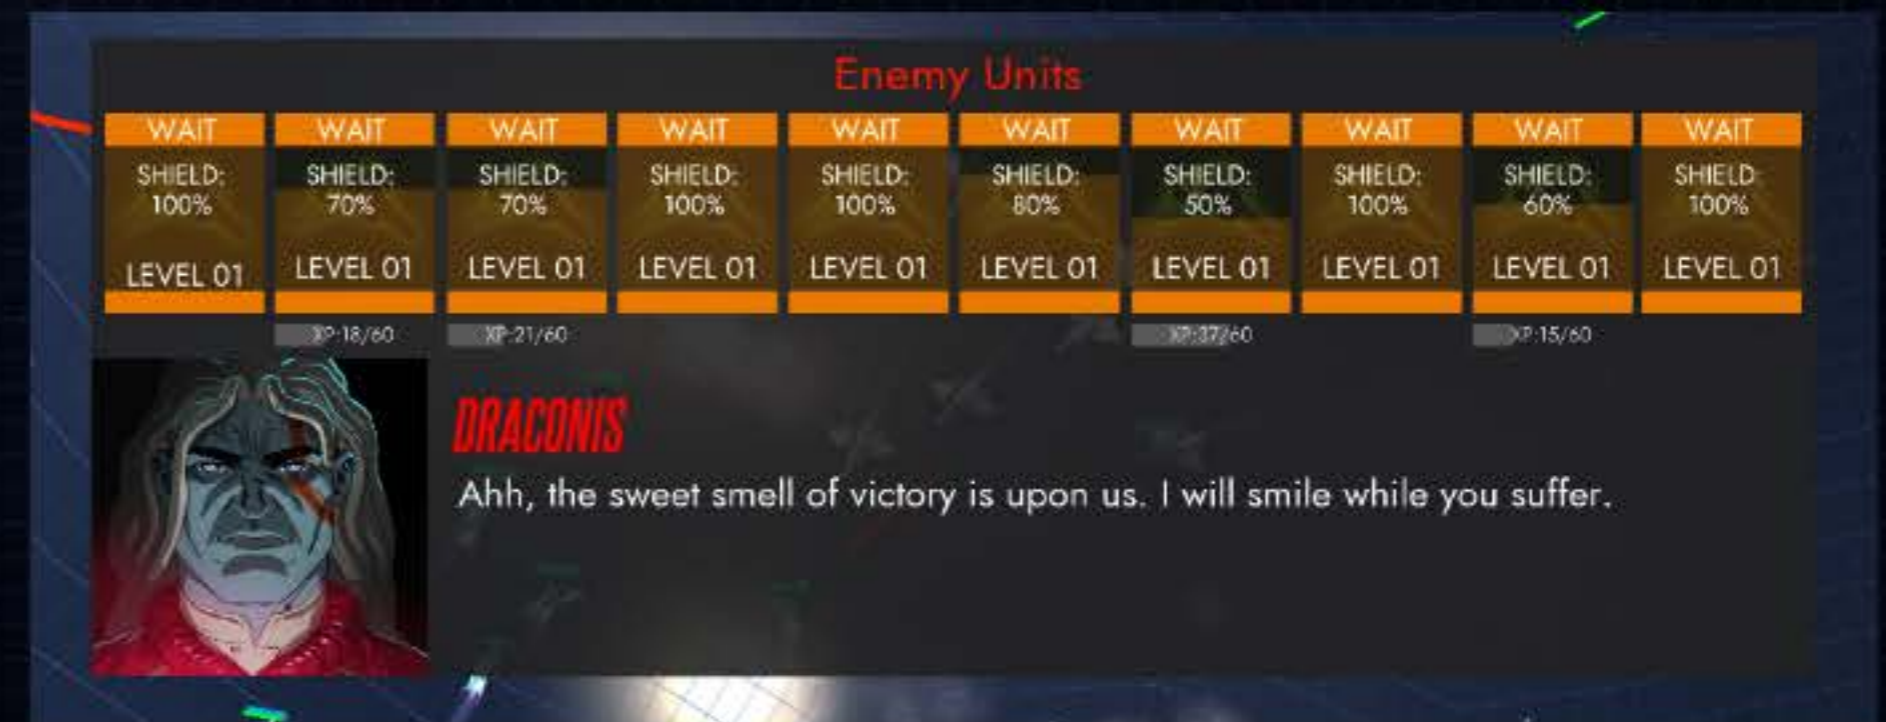 Enemy Units
WAIT WAIT WAIT WAIT WAIT WAIT WAIT WAIT WAIT WAIT
SHIELD: SHIELD: SHIELD: SHIELD: SHIELD: SHIELD: SHIELD: SHIELD: SHIELD: SHIELD:
100% 70% 70% 100% 100% 80% 50% 100% 60% 100%
LEVEL 01 LEVEL 01 LEVEL 01 LEVEL 01 LEVEL 01 LEVEL 01 LEVEL 01 LEVEL 01 LEVEL 01 LEVEL 01
XP:18/60 XP:21/60 XP:37/60 XP:15/60
DRACONIS
Ahh, the sweet smell of victory is upon us. I will smile while you suffer.